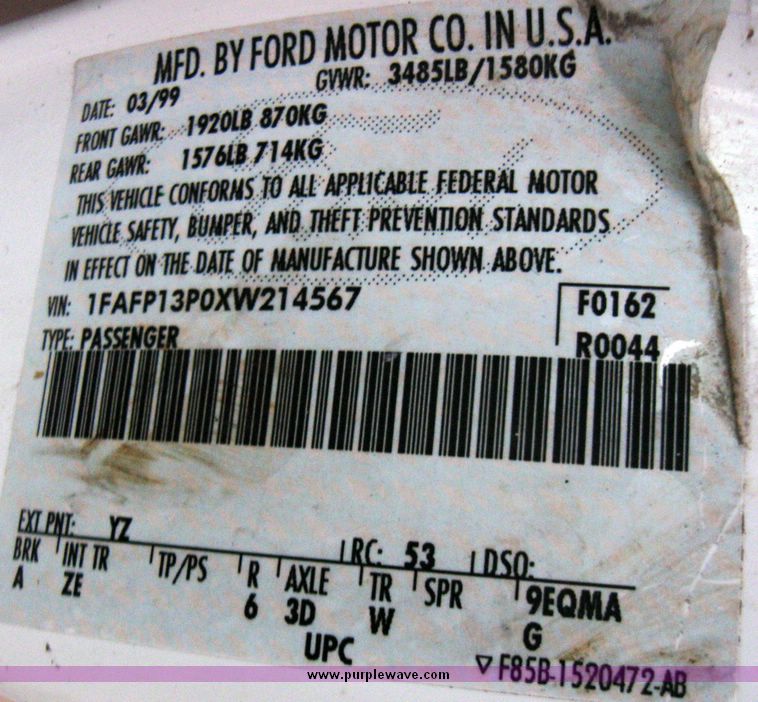 MFD. BY FORD MOTOR CO. IN U.S.A.
DATE: 03/99 GVWR: 3485LB/1580KG
FRONT GAWR: 1920LB 870KG
REAR GAWR: 1576LB 714KG
THIS VEHICLE CONFORMS TO ALL APPLICABLE FEDERAL MOTOR
VEHICLE SAFETY, BUMPER, AND THEFT PREVENTION STANDARDS
IN EFFECT ON THE DATE OF MANUFACTURE SHOWN ABOVE.
VIN: 1FAFP13P0XW214567 F0162
TYPE: PASSENGER R0044
EXT PNT: YZ RC: 53 DSO:
BRK INT TR TP/PS R AXLE TR SPR 9EQMA
A ZE 6 3D W G
UPC ▽F85B-1520472-AB
www.purplewave.com